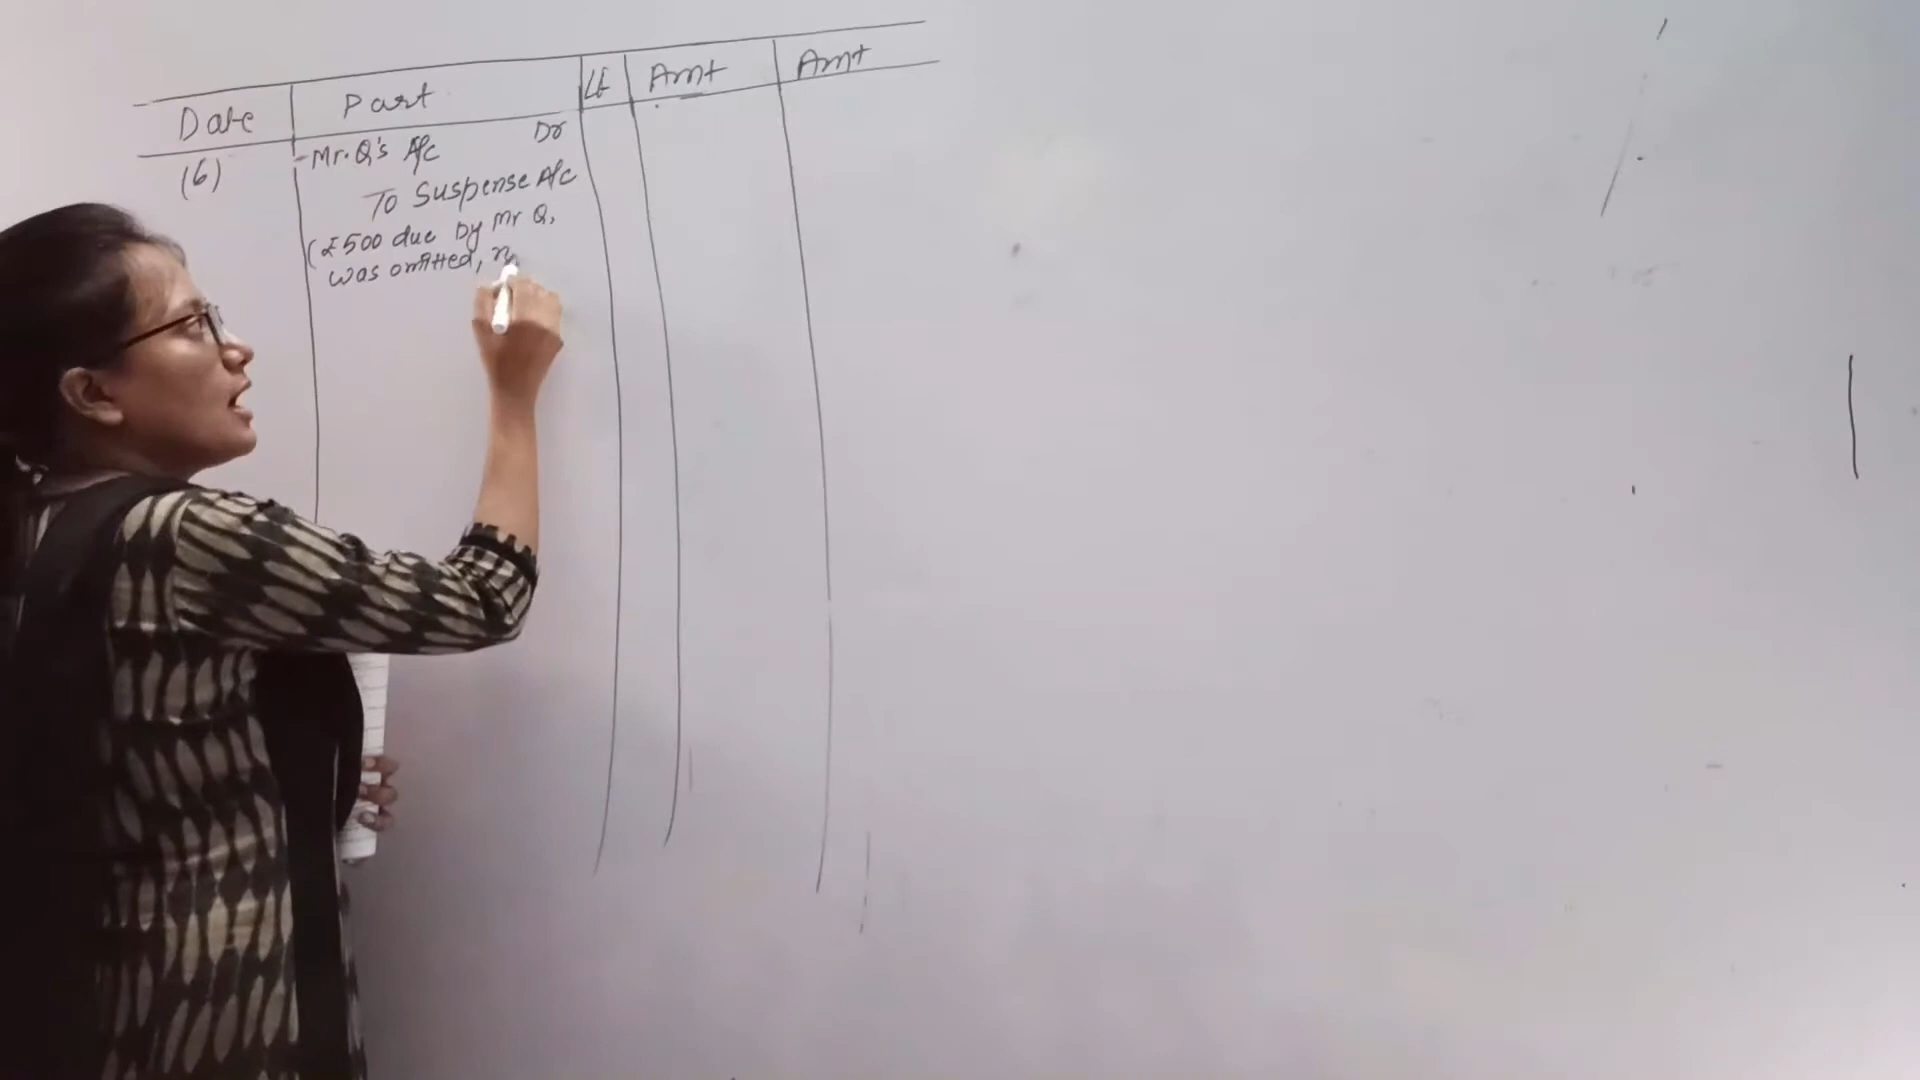 Date Part LF Amt Amt
(6) Mr. Q's A/c Dr
To Suspense A/c
(₤500 due by Mr Q,
was omitted,